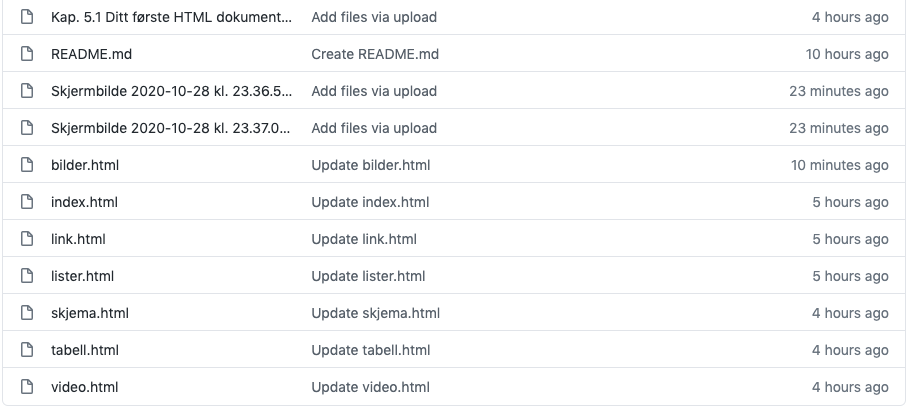 Kap. 5.1 Ditt første HTML dokument... Add files via upload 4 hours ago
README.md Create README.md 10 hours ago
Skjermbilde 2020-10-28 kl. 23.36.5... Add files via upload 23 minutes ago
Skjermbilde 2020-10-28 kl. 23.37.0... Add files via upload 23 minutes ago
bilder.html Update bilder.html 10 minutes ago
index.html Update index.html 5 hours ago
link.html Update link.html 5 hours ago
lister.html Update lister.html 5 hours ago
skjema.html Update skjema.html 4 hours ago
tabell.html Update tabell.html 4 hours ago
video.html Update video.html 4 hours ago